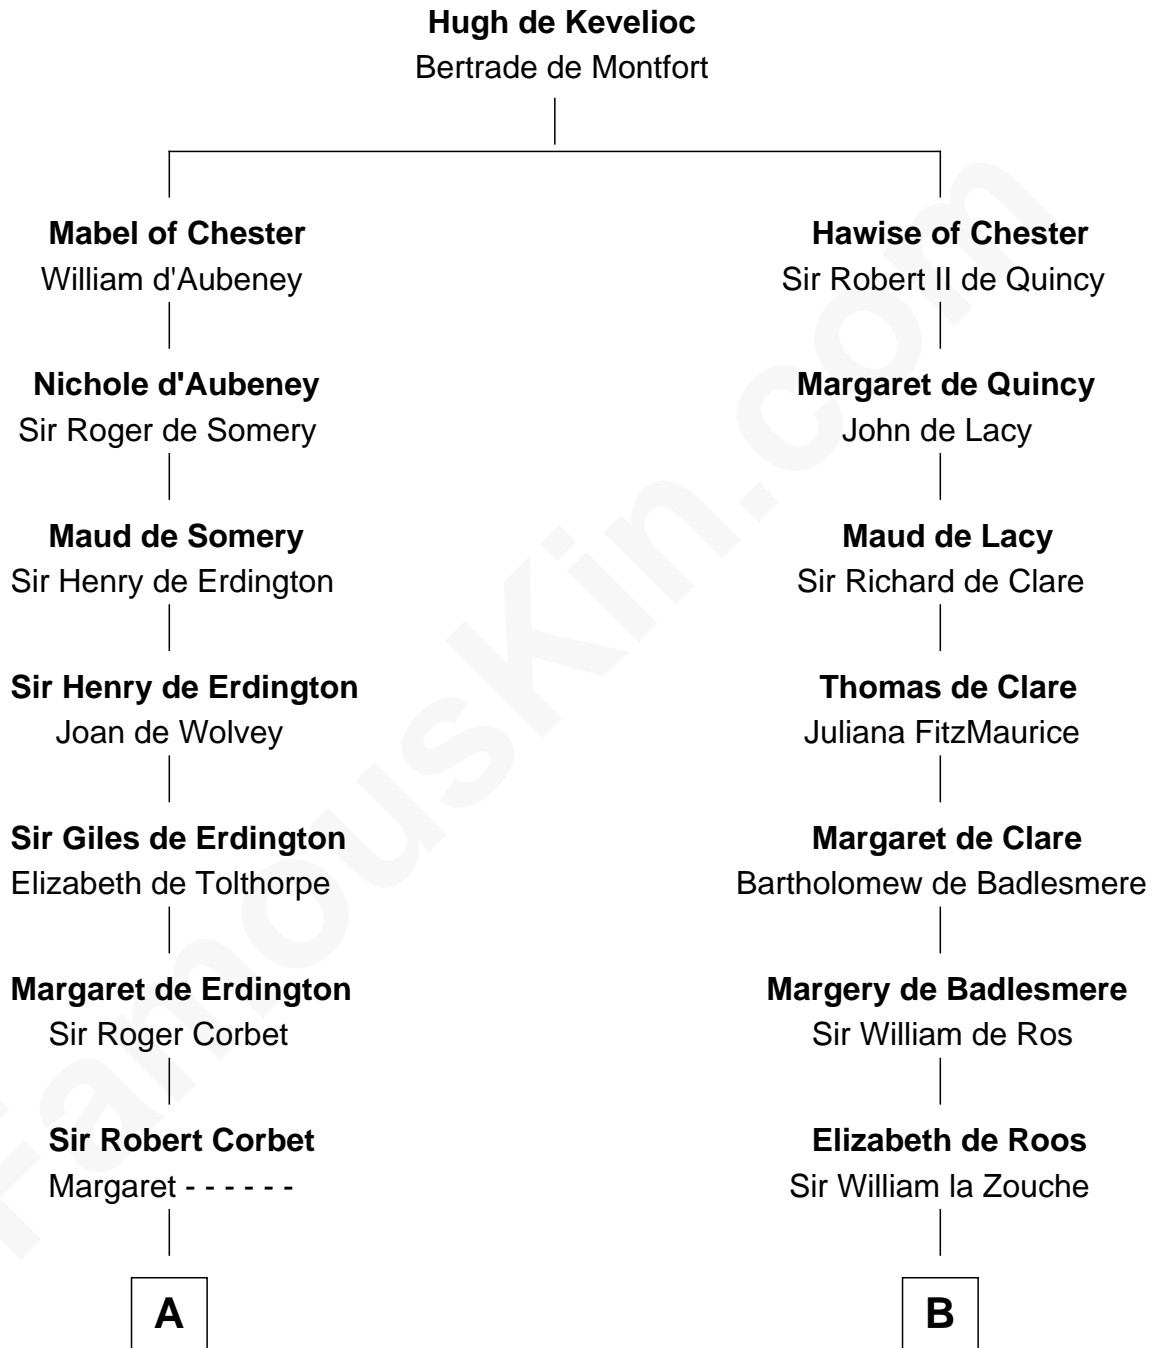 Hugh de Kevelioc
Bertrade de Montfort
Mabel of Chester
William d'Aubeney
Hawise of Chester
Sir Robert II de Quincy
Nichole d'Aubeney
Sir Roger de Somery
Margaret de Quincy
John de Lacy
Maud de Somery
Sir Henry de Erdington
Maud de Lacy
Sir Richard de Clare
Sir Henry de Erdington
Joan de Wolvey
Thomas de Clare
Juliana FitzMaurice
Sir Giles de Erdington
Elizabeth de Tolthorpe
Margaret de Clare
Bartholomew de Badlesmere
Margaret de Erdington
Sir Roger Corbet
Margery de Badlesmere
Sir William de Ros
Sir Robert Corbet
Margaret - - - - - -
Elizabeth de Roos
Sir William la Zouche
A
B
FamousKin.com